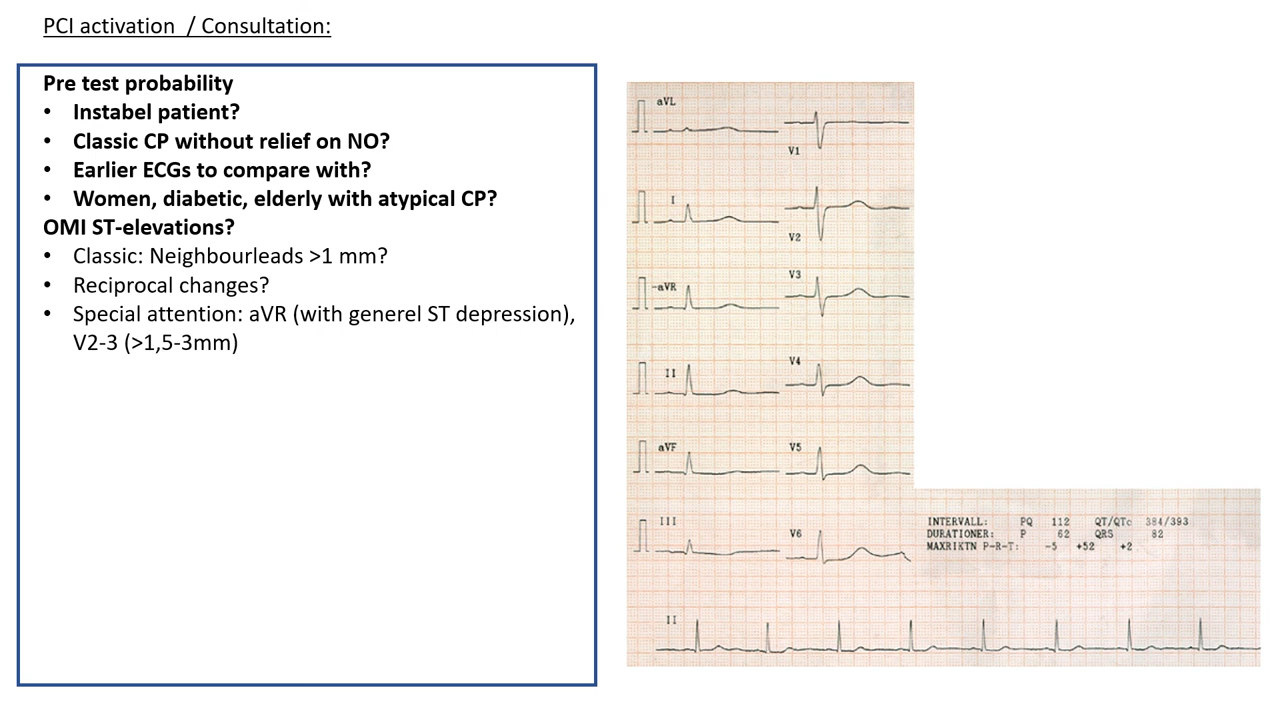 PCI activation / Consultation:
Pre test probability
• Instabel patient?
• Classic CP without relief on NO?
• Earlier ECGs to compare with?
• Women, diabetic, elderly with atypical CP?
OMI ST-elevations?
• Classic: Neighbourleads >1 mm?
• Reciprocal changes?
• Special attention: aVR (with generel ST depression),
V2-3 (>1,5-3mm)
aVL
V1
I
V2
-aVR
V3
II
V4
aVF
V5
III
V6
INTERVALL: PQ 112 QT/QTc 384/393
DURATIONER: P 62 QRS 82
MAXRIKTN P-R-T: -5 +52 +2
II